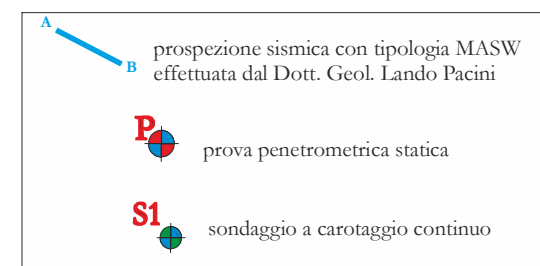 A
B
prospezione sismica con tipologia MASW
effettuata dal Dott. Geol. Lando Pacini
P
prova penetrometrica statica
S1
sondaggio a carotaggio continuo